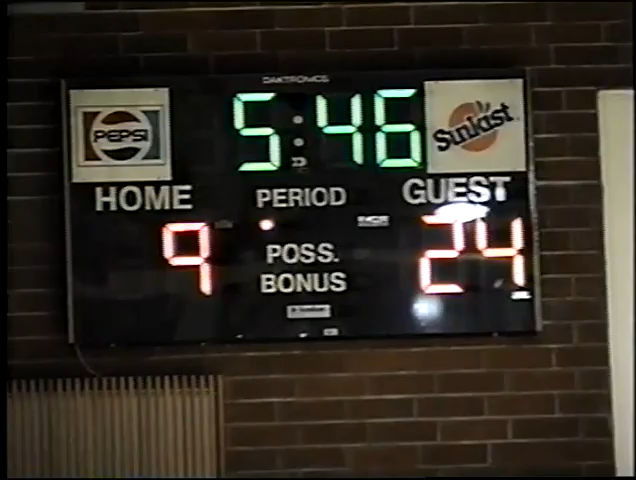 DAKTRONICS
PEPSI
5:46
Sunkist
HOME
PERIOD
GUEST
9
24
POSS.
BONUS